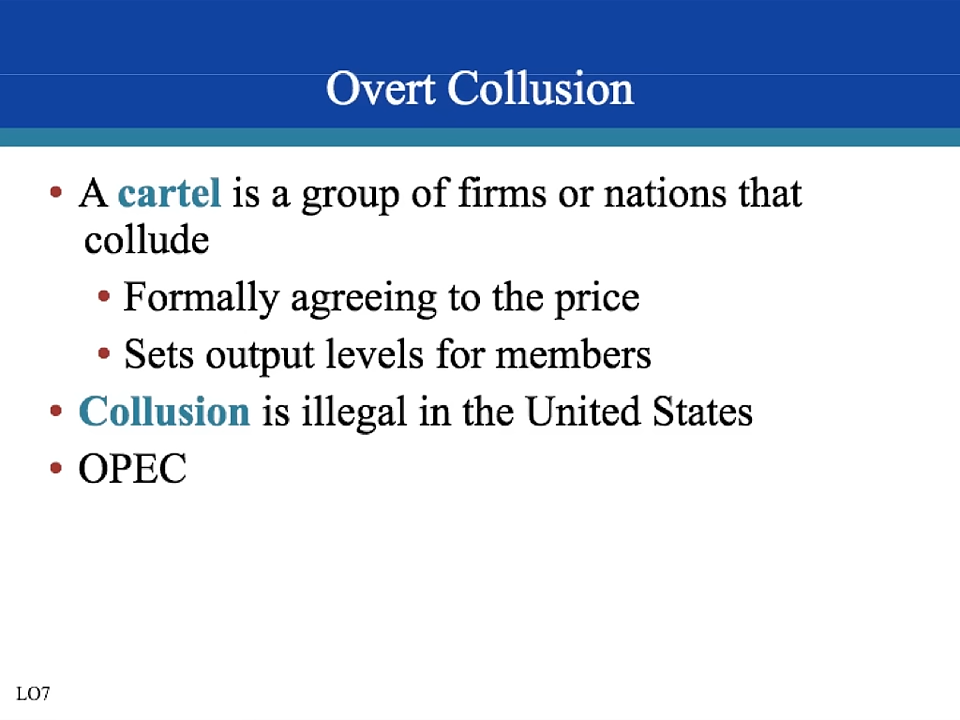 Overt Collusion
• A cartel is a group of firms or nations that
collude
• Formally agreeing to the price
• Sets output levels for members
• Collusion is illegal in the United States
• OPEC
LO7